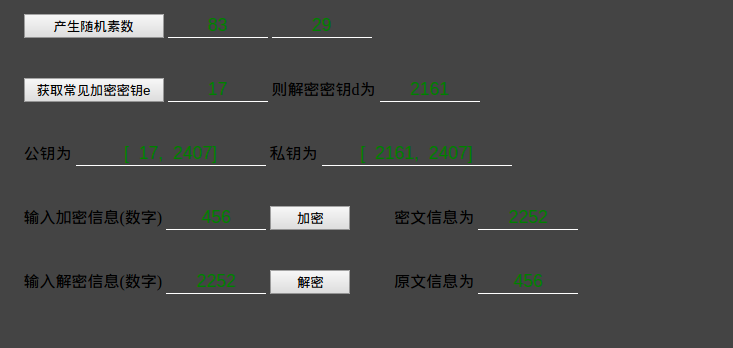 产生随机素数 83 29
获取常见加密密钥e 17 则解密密钥d为 2161
公钥为 [ 17, 2407] 私钥为 [ 2161, 2407]
输入加密信息(数字) 456 加密 密文信息为 2252
输入解密信息(数字) 2252 解密 原文信息为 456